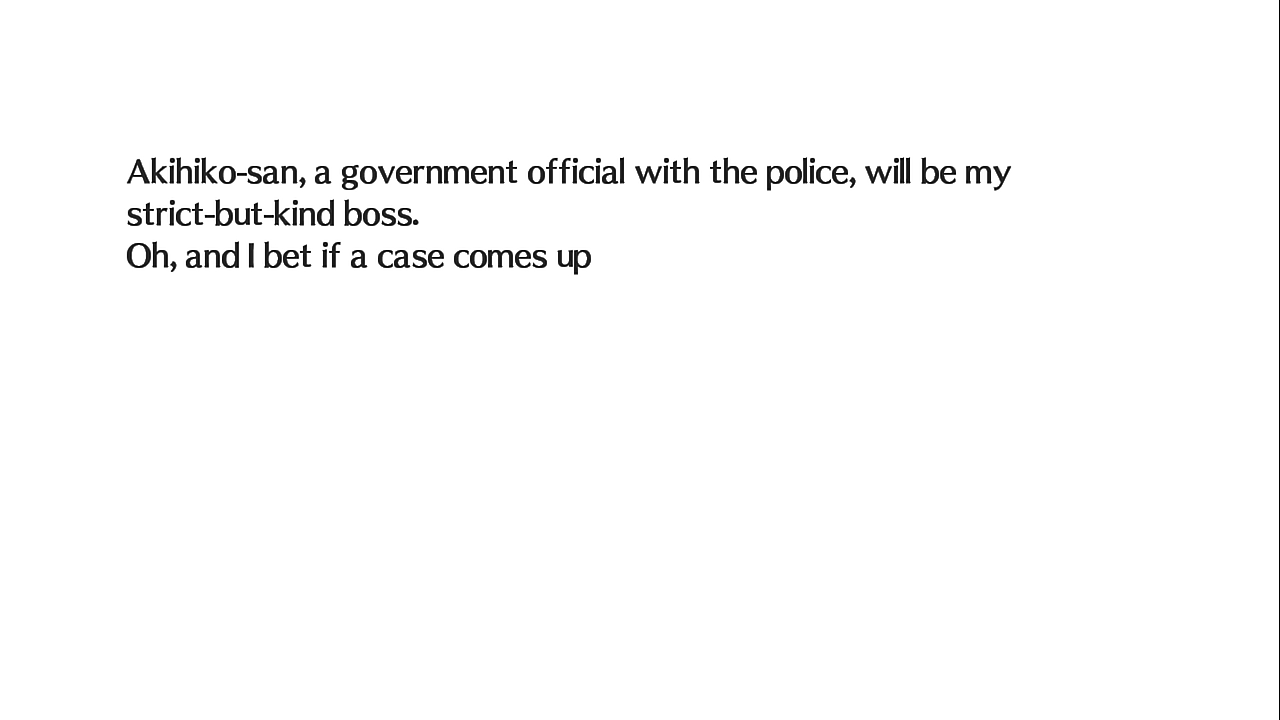 Akihiko-san, a government official with the police, will be my
strict-but-kind boss.
Oh, and I bet if a case comes up